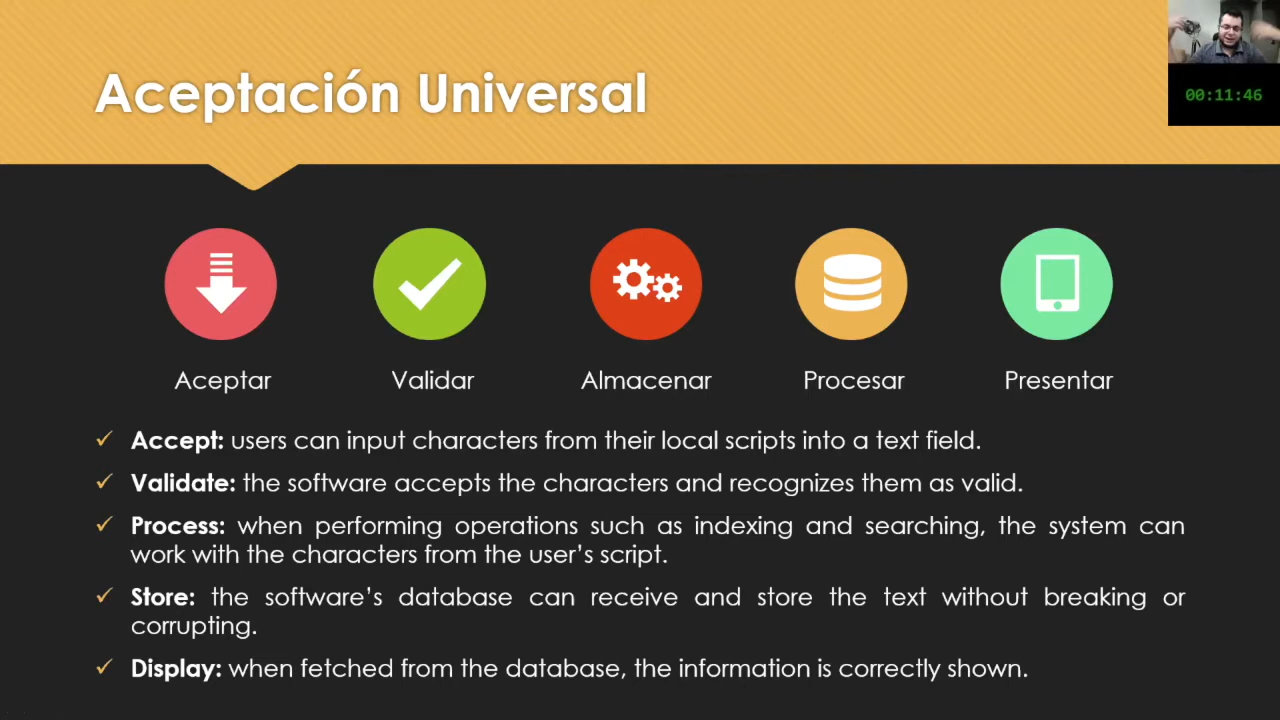 Aceptación Universal
00:11:46
Aceptar
Validar
Almacenar
Procesar
Presentar
Accept: users can input characters from their local scripts into a text field.
Validate: the software accepts the characters and recognizes them as valid.
Process: when performing operations such as indexing and searching, the system can
work with the characters from the user’s script.
Store: the software’s database can receive and store the text without breaking or
corrupting.
Display: when fetched from the database, the information is correctly shown.